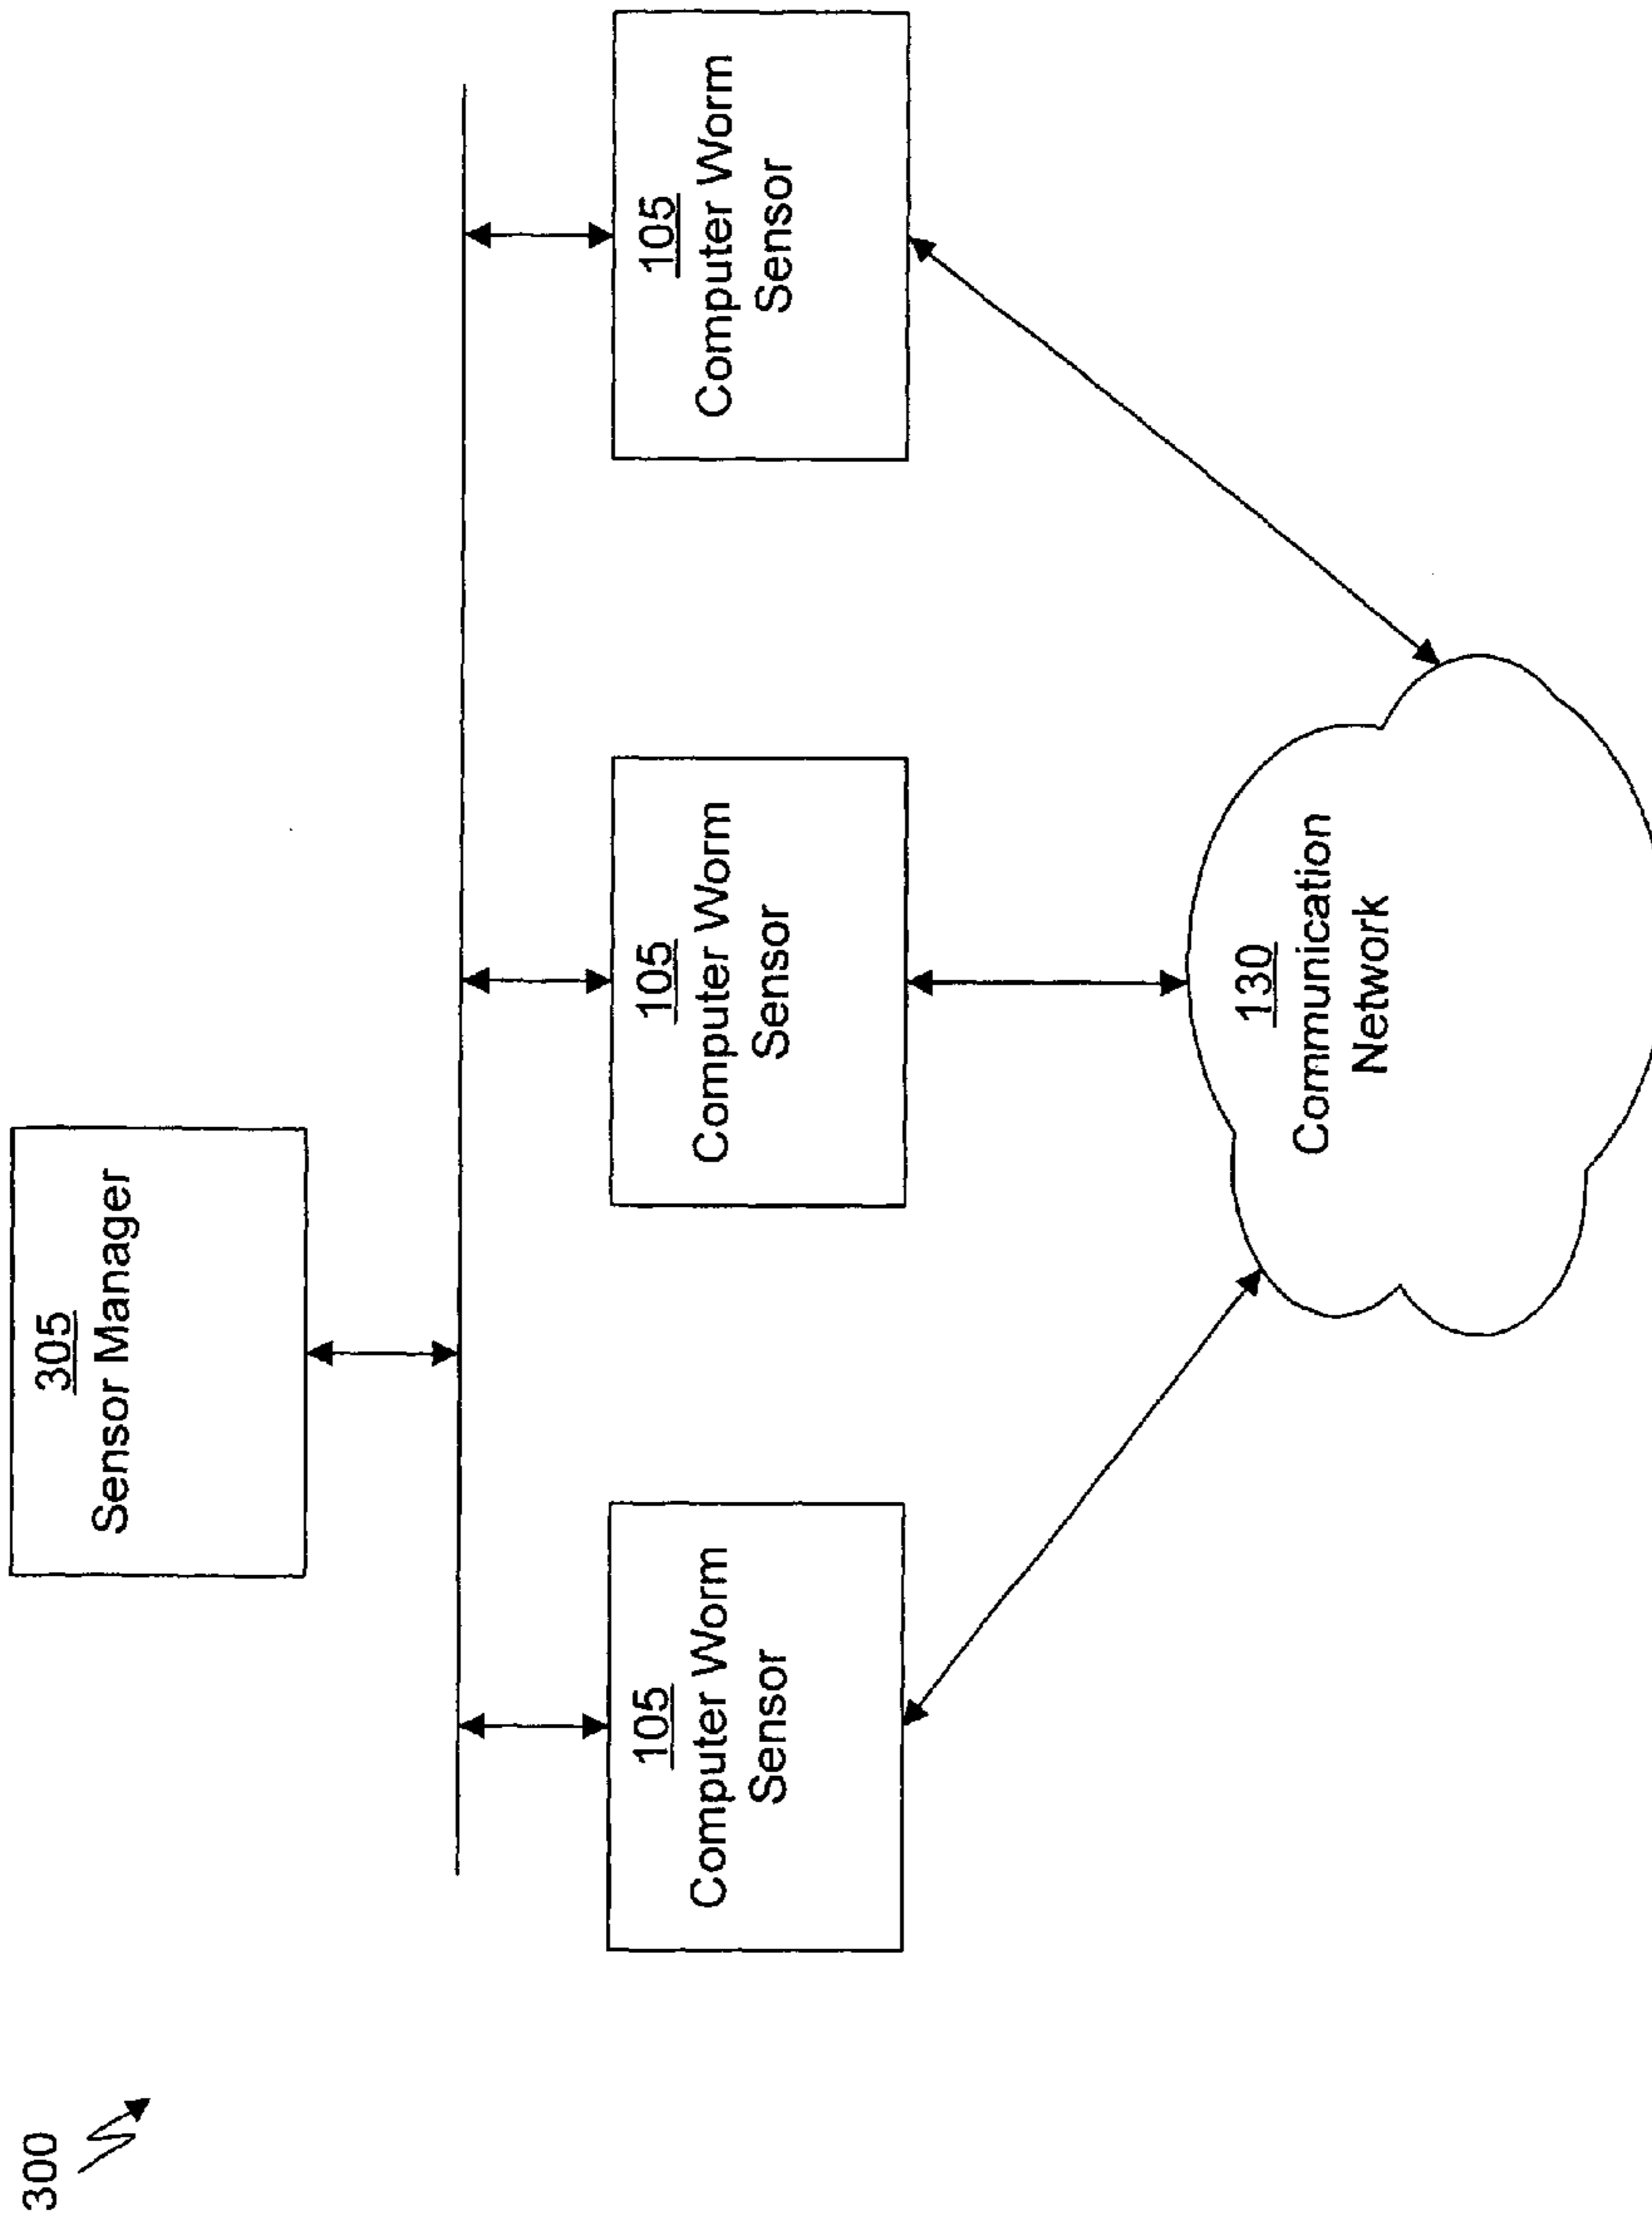 300
305
Sensor Manager
105
Computer Worm
Sensor
105
Computer Worm
Sensor
105
Computer Worm
Sensor
130
Communication
Network